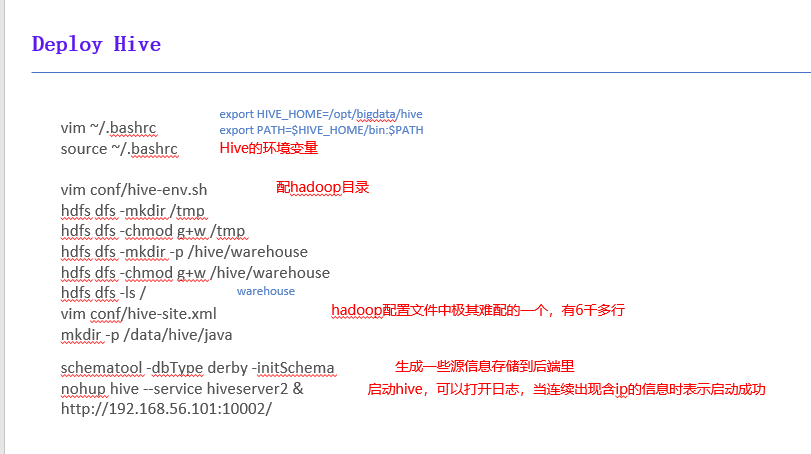 Deploy Hive
export HIVE_HOME=/opt/bigdata/hive
vim ~/.bashrc
export PATH=$HIVE_HOME/bin:$PATH
source ~/.bashrc Hive的环境变量
vim conf/hive-env.sh 配hadoop目录
hdfs dfs -mkdir /tmp
hdfs dfs -chmod g+w /tmp
hdfs dfs -mkdir -p /hive/warehouse
hdfs dfs -chmod g+w /hive/warehouse
hdfs dfs -ls / warehouse
vim conf/hive-site.xml hadoop配置文件中极其难配的一个，有6千多行
mkdir -p /data/hive/java
schematool -dbType derby -initSchema 生成一些源信息存储到后端里
nohup hive --service hiveserver2 & 启动hive，可以打开日志，当连续出现含ip的信息时表示启动成功
http://192.168.56.101:10002/